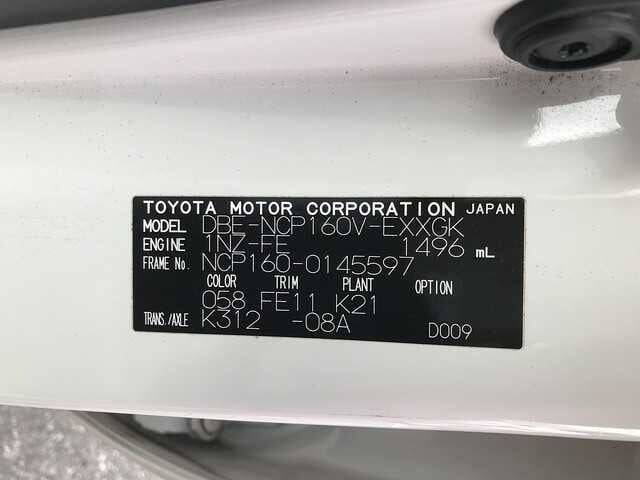 TOYOTA MOTOR CORPORATION JAPAN
MODEL DBE-NCP160V-EXXGK
ENGINE 1NZ-FE 1496 mL
FRAME No. NCP160-0145597
COLOR TRIM PLANT OPTION
058 FE11 K21
TRANS./AXLE K312 -08A D009